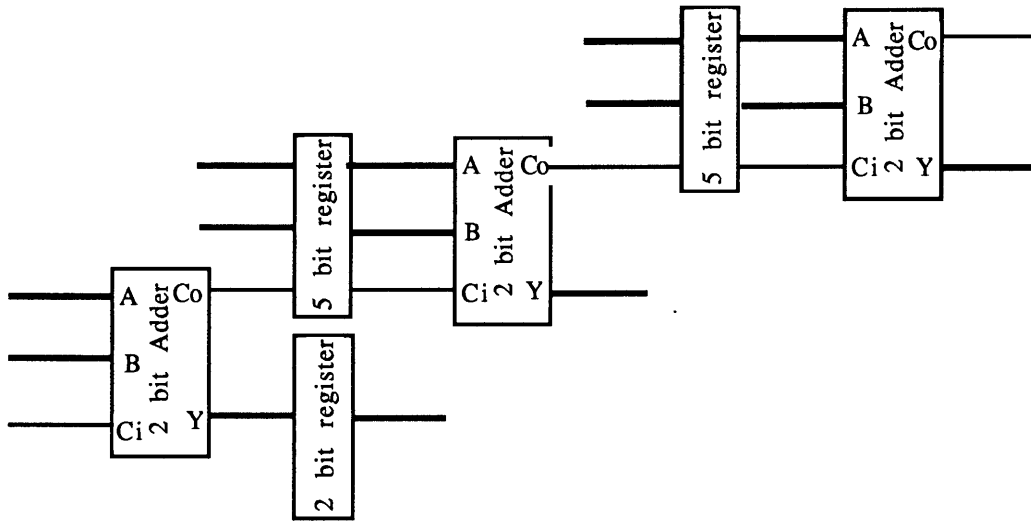 A Co
B
Ci Y
2 bit Adder
5 bit register
A Co
B
Ci Y
2 bit Adder
5 bit register
A Co
B
Ci Y
2 bit Adder
2 bit register